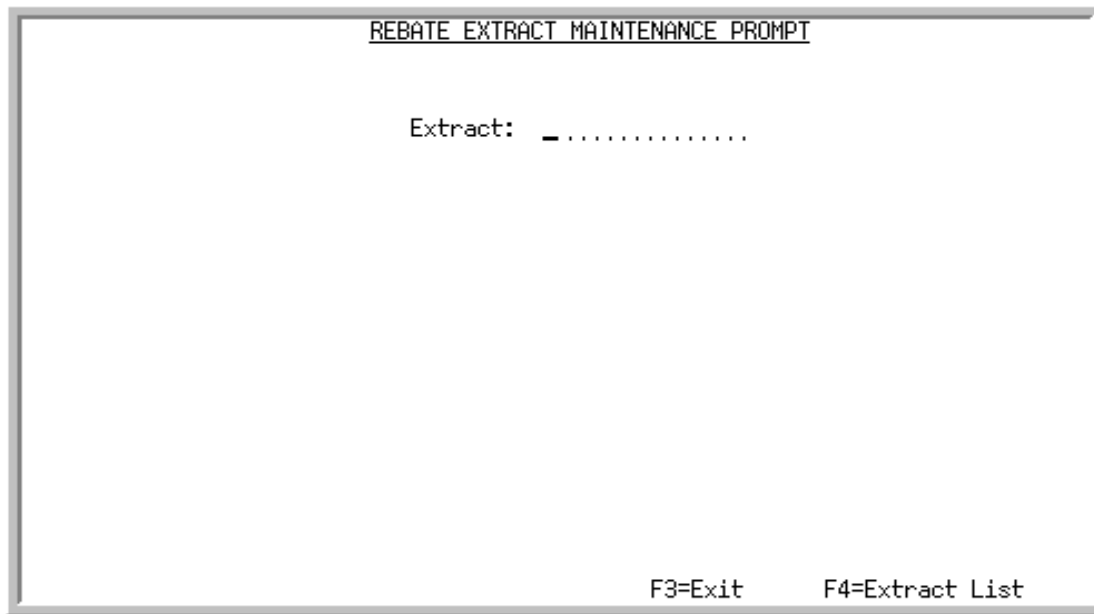 REBATE EXTRACT MAINTENANCE PROMPT
Extract: _..............
F3=Exit F4=Extract List